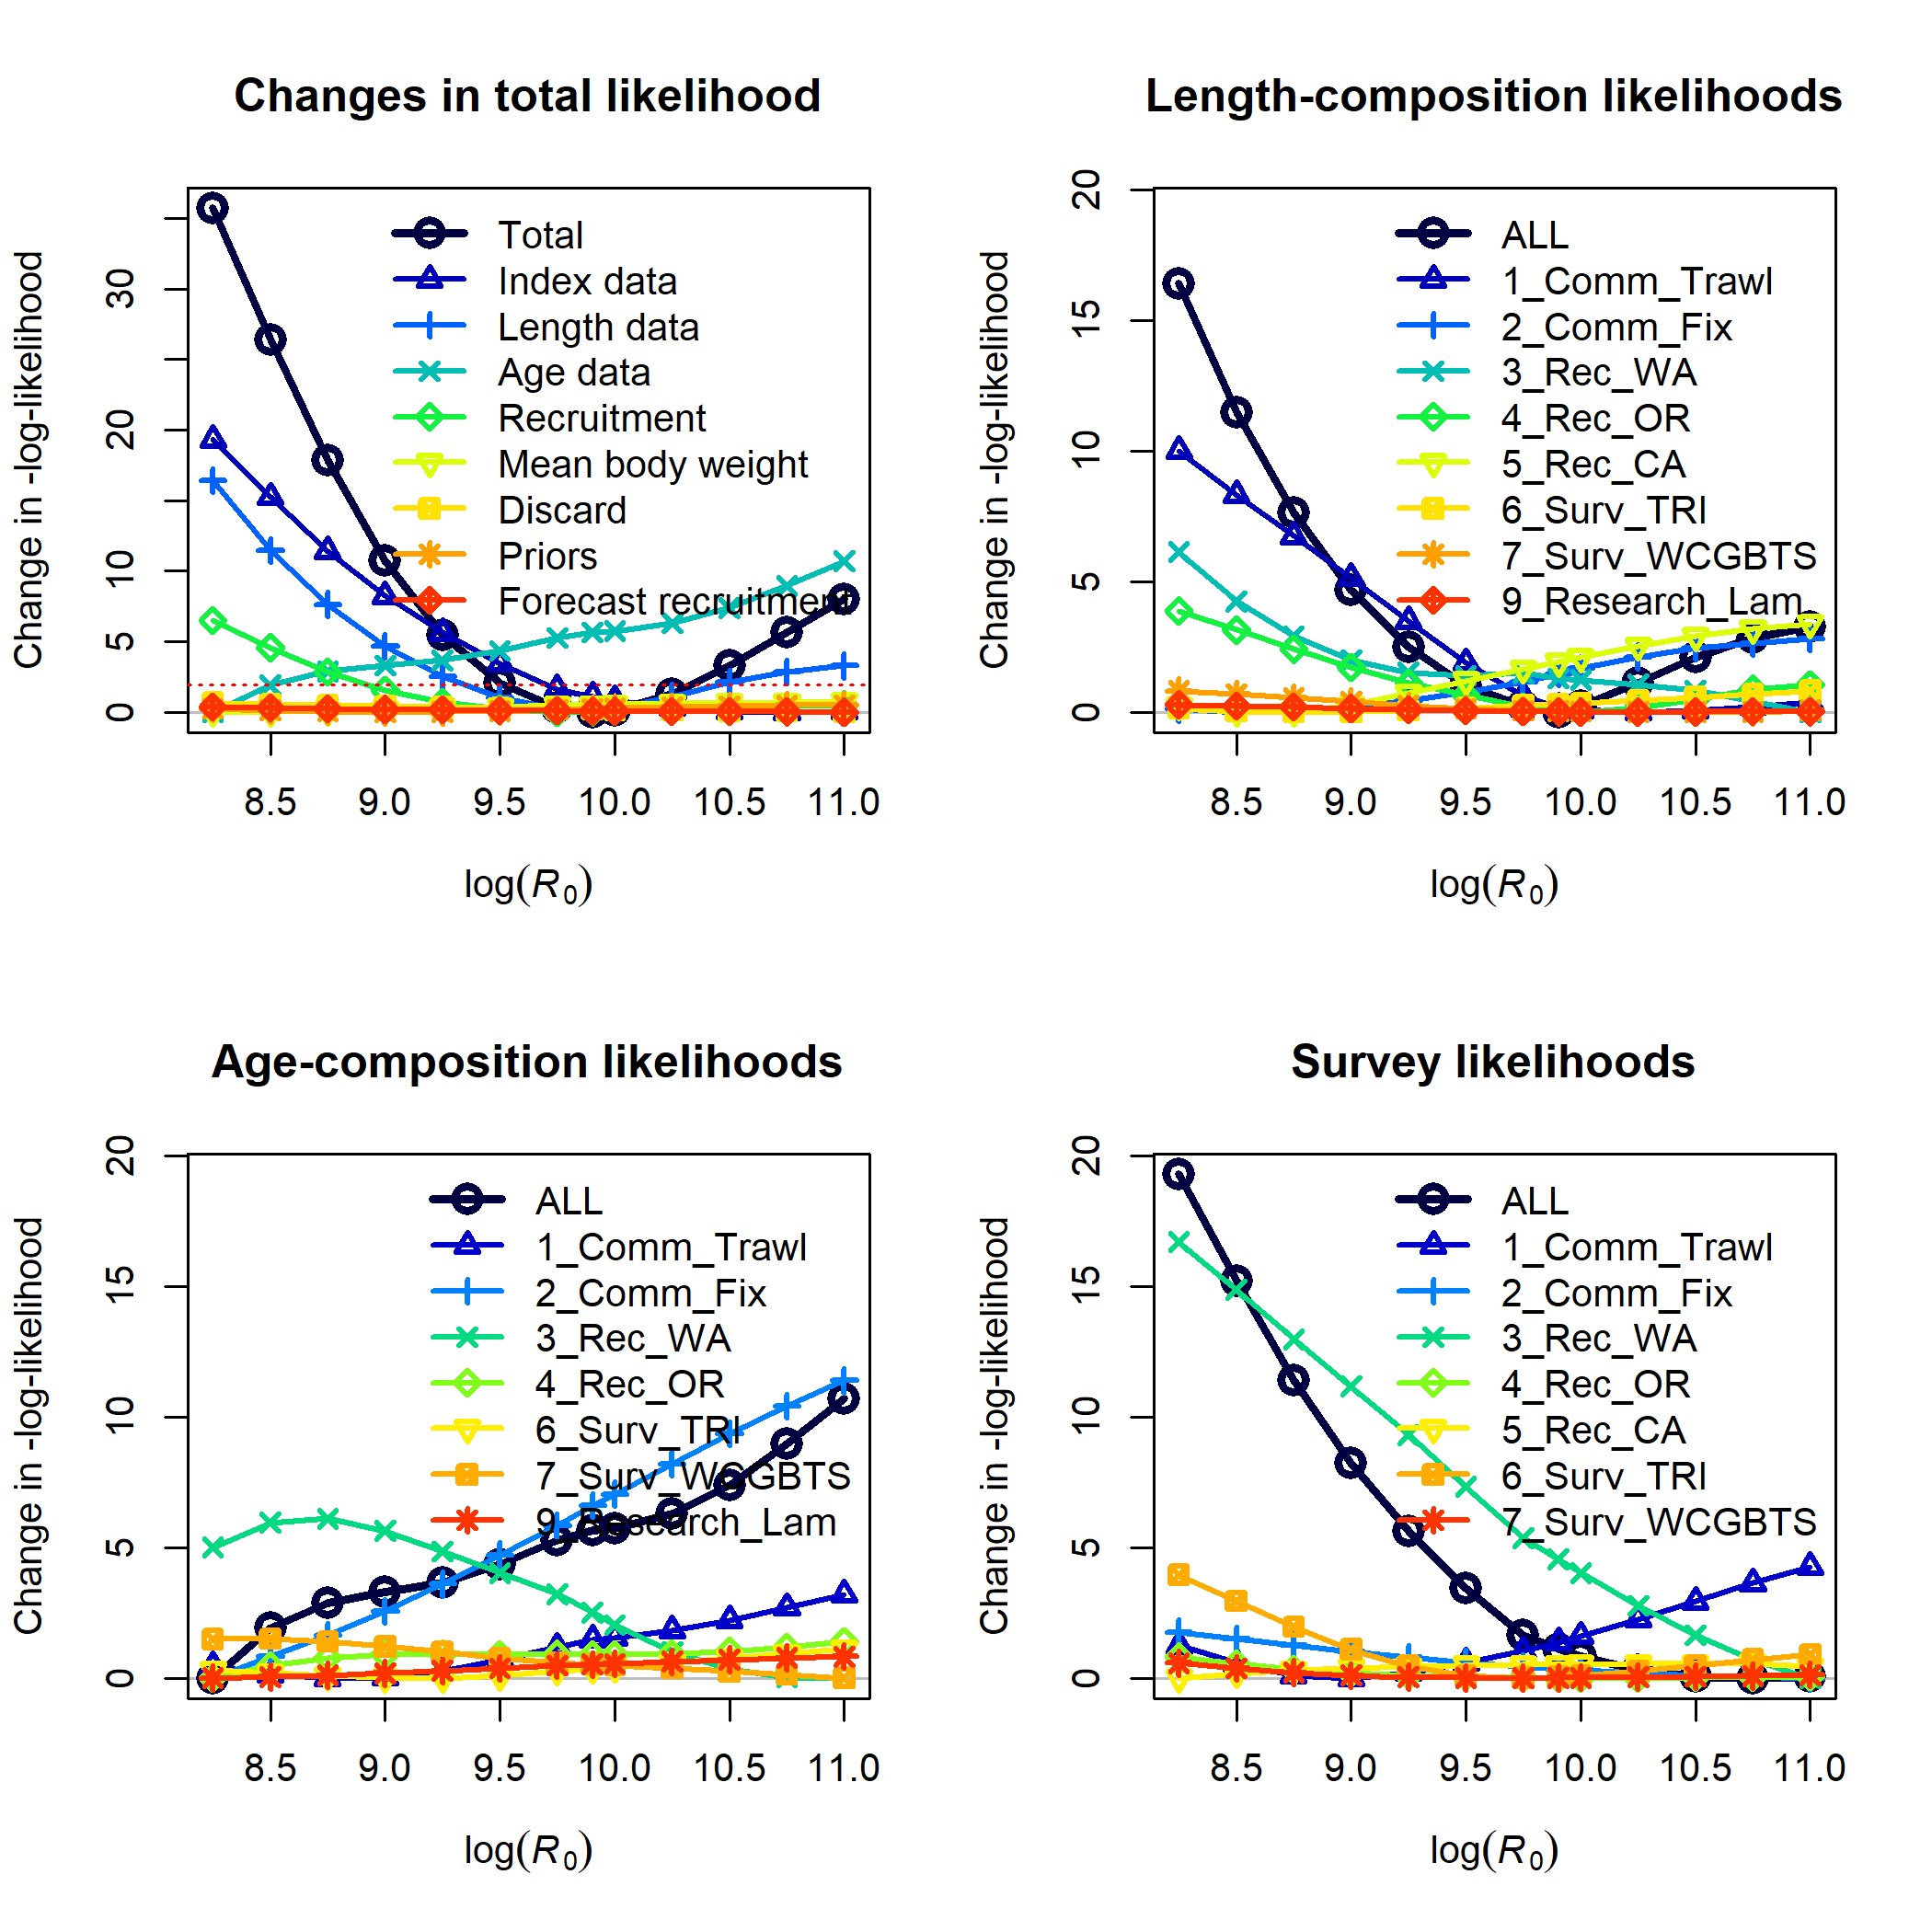 Changes in total likelihood
Change in -log-likelihood
0 5 10 20 30
Total
Index data
Length data
Age data
Recruitment
Mean body weight
Discard
Priors
Forecast recruitment
8.5 9.0 9.5 10.0 10.5 11.0
log(R0)
Length-composition likelihoods
Change in -log-likelihood
0 5 10 15 20
ALL
1_Comm_Trawl
2_Comm_Fix
3_Rec_WA
4_Rec_OR
5_Rec_CA
6_Surv_TRI
7_Surv_WCGBTS
9_Research_Lam
8.5 9.0 9.5 10.0 10.5 11.0
log(R0)
Age-composition likelihoods
Change in -log-likelihood
0 5 10 15 20
ALL
1_Comm_Trawl
2_Comm_Fix
3_Rec_WA
4_Rec_OR
6_Surv_TRI
7_Surv_WCGBTS
9_Research_Lam
8.5 9.0 9.5 10.0 10.5 11.0
log(R0)
Survey likelihoods
Change in -log-likelihood
0 5 10 15 20
ALL
1_Comm_Trawl
2_Comm_Fix
3_Rec_WA
4_Rec_OR
5_Rec_CA
6_Surv_TRI
7_Surv_WCGBTS
8.5 9.0 9.5 10.0 10.5 11.0
log(R0)